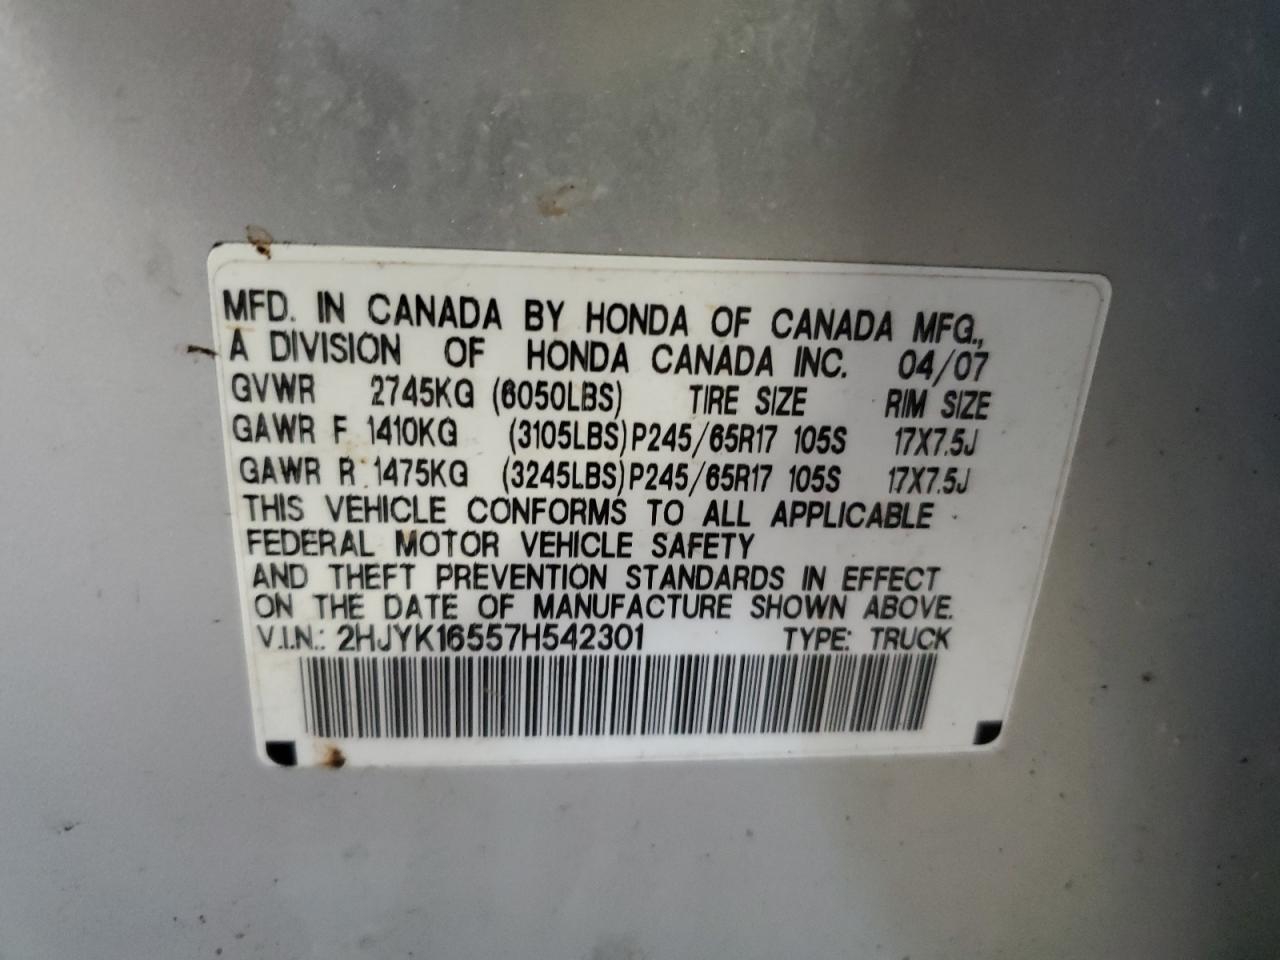 MFD. IN CANADA BY HONDA OF CANADA MFG.,
A DIVISION OF HONDA CANADA INC. 04/07
GVWR 2745KG (6050LBS) TIRE SIZE RIM SIZE
GAWR F 1410KG (3105LBS) P245/65R17 105S 17X7.5J
GAWR R 1475KG (3245LBS) P245/65R17 105S 17X7.5J
THIS VEHICLE CONFORMS TO ALL APPLICABLE
FEDERAL MOTOR VEHICLE SAFETY
AND THEFT PREVENTION STANDARDS IN EFFECT
ON THE DATE OF MANUFACTURE SHOWN ABOVE.
V.I.N.: 2HJYK16557H542301 TYPE: TRUCK